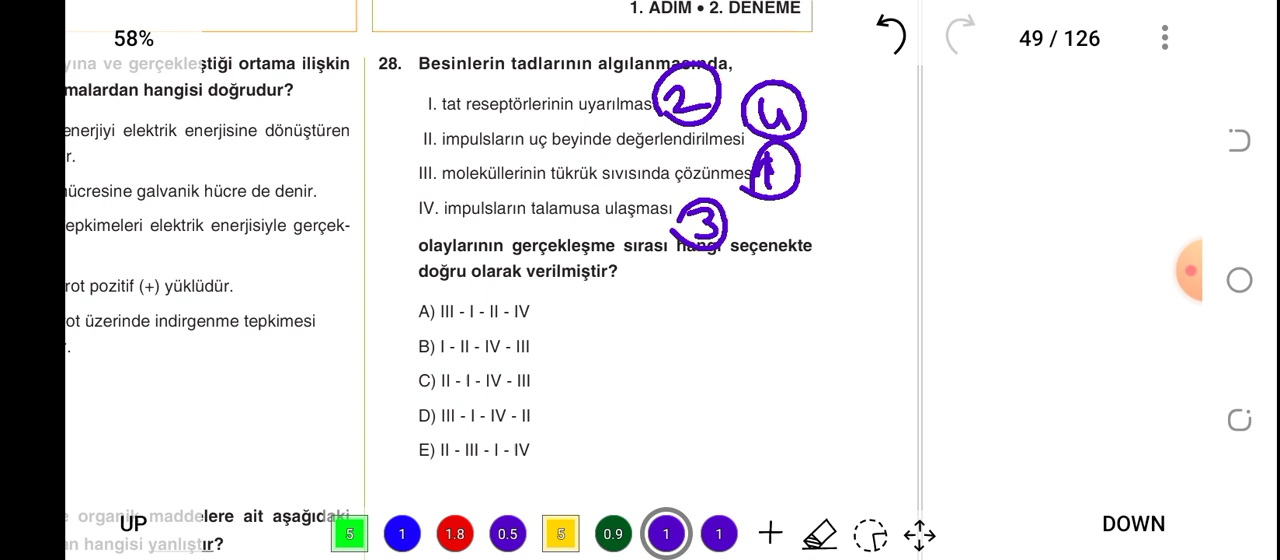 1. ADIM • 2. DENEME
58%
49 / 126
yına ve gerçekleştiği ortama ilişkin
malardan hangisi doğrudur?
enerjiyi elektrik enerjisine dönüştüren
r.
hücresine galvanik hücre de denir.
epkimeleri elektrik enerjisiyle gerçek-
rot pozitif (+) yüklüdür.
ot üzerinde indirgenme tepkimesi
r.
e organik maddelere ait aşağıdaki
n hangisi yanlıştır?
28. Besinlerin tadlarının algılanmasında,
I. tat reseptörlerinin uyarılması 2
II. impulsların uç beyinde değerlendirilmesi 4
III. moleküllerinin tükrük sıvısında çözünmes 1
IV. impulsların talamusa ulaşması 3
olaylarının gerçekleşme sırası hangi seçenekte
doğru olarak verilmiştir?
A) III - I - II - IV
B) I - II - IV - III
C) II - I - IV - III
D) III - I - IV - II
E) II - III - I - IV
UP
5 1 1.8 0.5 5 0.9 1 1
DOWN